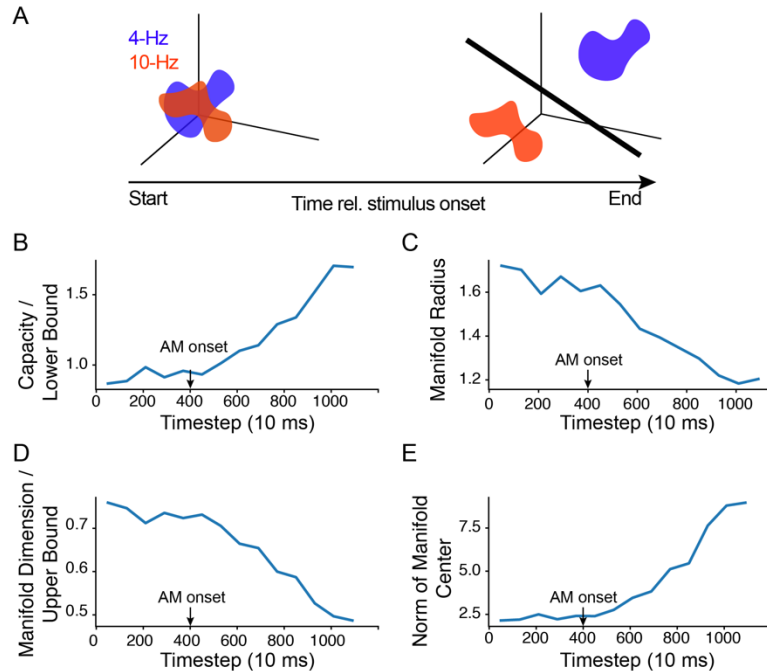 A
4-Hz
10-Hz
Start
Time rel. stimulus onset
End
B
Capacity /
Lower Bound
1.5
1.0
AM onset
0 200 400 600 800 1000
Timestep (10 ms)
C
Manifold Radius
1.6
1.4
1.2
AM onset
0 200 400 600 800 1000
Timestep (10 ms)
D
Manifold Dimension /
Upper Bound
0.7
0.6
0.5
AM onset
0 200 400 600 800 1000
Timestep (10 ms)
E
Norm of Manifold
Center
7.5
5.0
2.5
AM onset
0 200 400 600 800 1000
Timestep (10 ms)